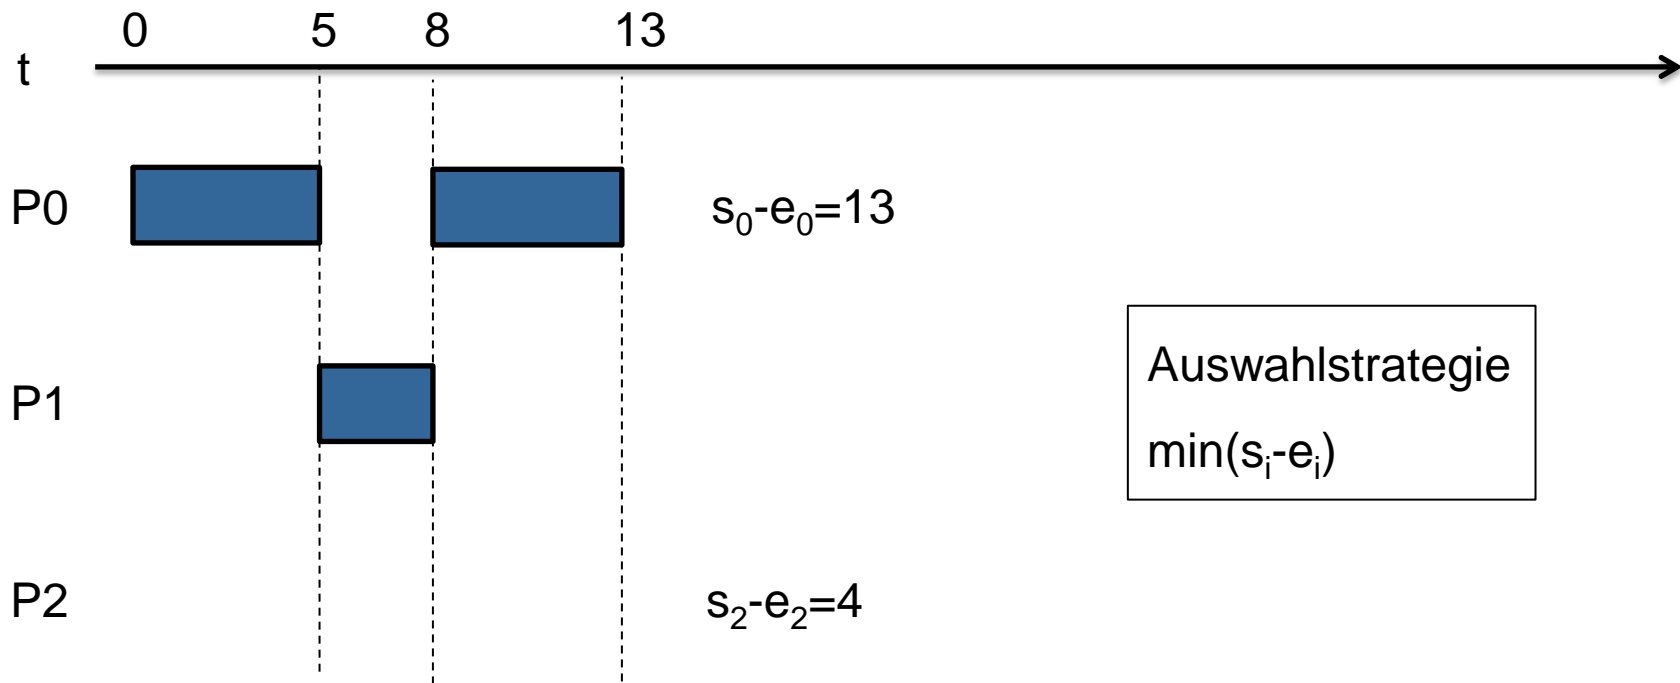 0 5 8 13
t
P0 s₀-e₀=13
Auswahlstrategie
P1
min(sᵢ-eᵢ)
P2 s₂-e₂=4